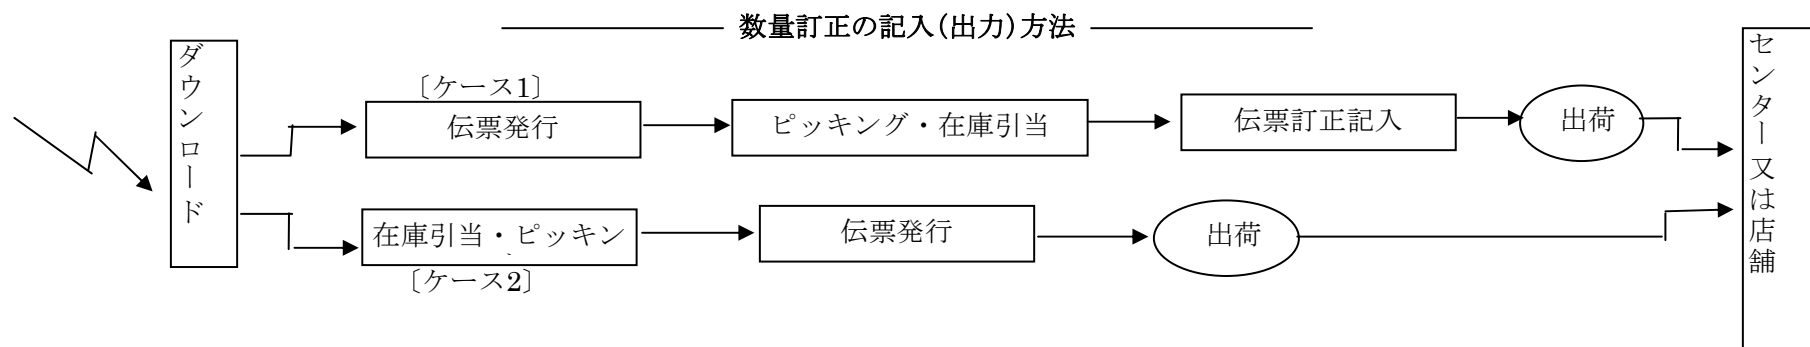 数量訂正の記入(出力)方法
ダウンロード
〔ケース1〕
伝票発行
ピッキング・在庫引当
伝票訂正記入
出荷
在庫引当・ピッキン
〔ケース2〕
伝票発行
出荷
センター又は店舗